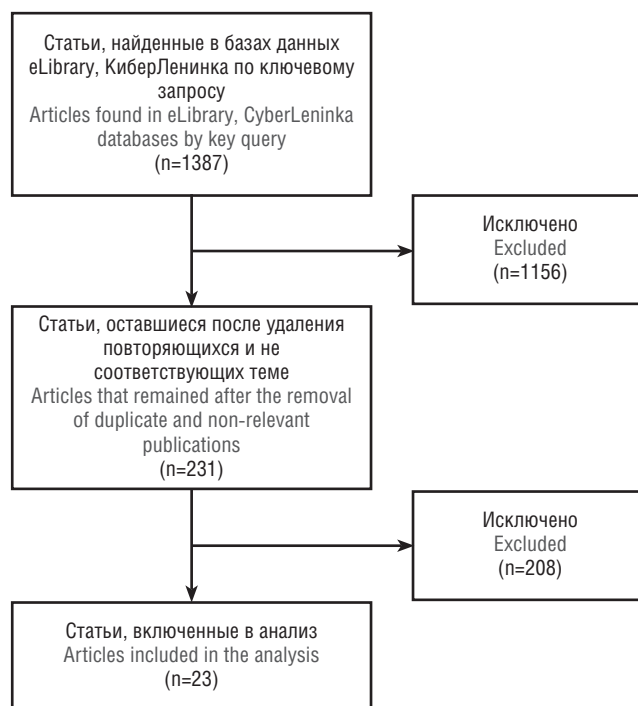 Статьи, найденные в базах данных
eLibrary, КиберЛенинка по ключевому
запросу
Articles found in eLibrary, CyberLeninka
databases by key query
(n=1387)
Исключено
Excluded
(n=1156)
Статьи, оставшиеся после удаления
повторяющихся и не
соответствующих теме
Articles that remained after the removal
of duplicate and non-relevant
publications
(n=231)
Исключено
Excluded
(n=208)
Статьи, включенные в анализ
Articles included in the analysis
(n=23)